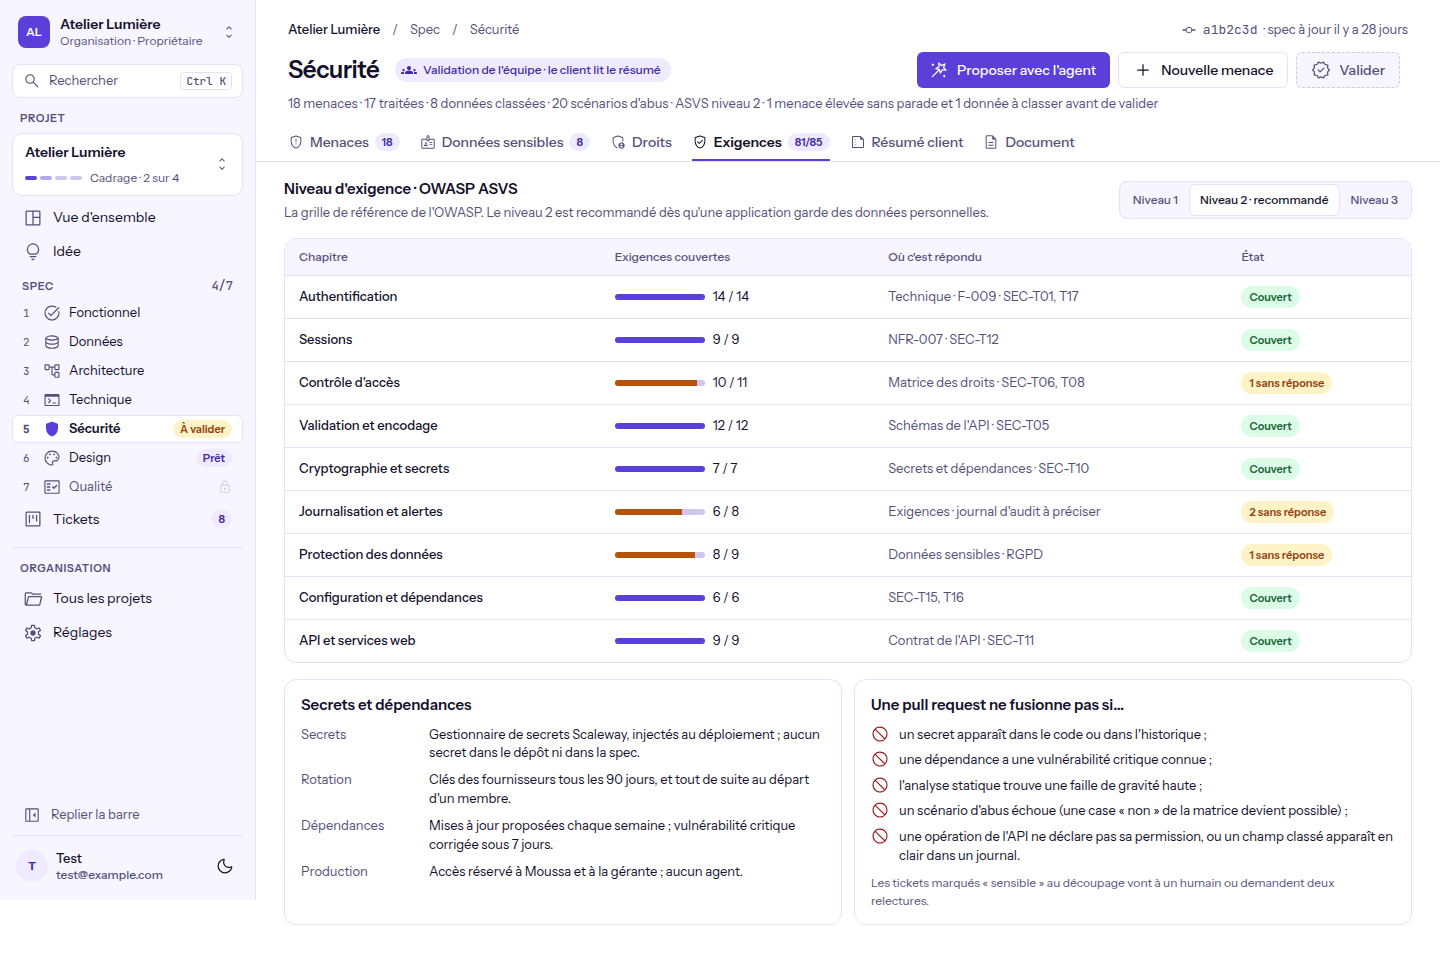 AL
Atelier Lumière
Organisation · Propriétaire
Rechercher
Ctrl K
PROJET
Atelier Lumière
Cadrage · 2 sur 4
Vue d'ensemble
Idée
SPEC 4/7
1 Fonctionnel
2 Données
3 Architecture
4 Technique
5 Sécurité À valider
6 Design Prêt
7 Qualité
Tickets 8
ORGANISATION
Tous les projets
Réglages
Replier la barre
T
Test
test@example.com
Atelier Lumière / Spec / Sécurité
a1b2c3d · spec à jour il y a 28 jours
Sécurité
Validation de l'équipe · le client lit le résumé
Proposer avec l'agent
Nouvelle menace
Valider
18 menaces · 17 traitées · 8 données classées · 20 scénarios d'abus · ASVS niveau 2 · 1 menace élevée sans parade et 1 donnée à classer avant de valider
Menaces 18
Données sensibles 8
Droits
Exigences 81/85
Résumé client
Document
Niveau d'exigence · OWASP ASVS
La grille de référence de l'OWASP. Le niveau 2 est recommandé dès qu'une application garde des données personnelles.
Niveau 1
Niveau 2 · recommandé
Niveau 3
Chapitre Exigences couvertes Où c'est répondu État
Authentification 14 / 14 Technique · F-009 · SEC-T01, T17 Couvert
Sessions 9 / 9 NFR-007 · SEC-T12 Couvert
Contrôle d'accès 10 / 11 Matrice des droits · SEC-T06, T08 1 sans réponse
Validation et encodage 12 / 12 Schémas de l'API · SEC-T05 Couvert
Cryptographie et secrets 7 / 7 Secrets et dépendances · SEC-T10 Couvert
Journalisation et alertes 6 / 8 Exigences · journal d'audit à préciser 2 sans réponse
Protection des données 8 / 9 Données sensibles · RGPD 1 sans réponse
Configuration et dépendances 6 / 6 SEC-T15, T16 Couvert
API et services web 9 / 9 Contrat de l'API · SEC-T11 Couvert
Secrets et dépendances
Secrets Gestionnaire de secrets Scaleway, injectés au déploiement ; aucun
secret dans le dépôt ni dans la spec.
Rotation Clés des fournisseurs tous les 90 jours, et tout de suite au départ
d'un membre.
Dépendances Mises à jour proposées chaque semaine ; vulnérabilité critique
corrigée sous 7 jours.
Production Accès réservé à Moussa et à la gérante ; aucun agent.
Une pull request ne fusionne pas si…
un secret apparaît dans le code ou dans l'historique ;
une dépendance a une vulnérabilité critique connue ;
l'analyse statique trouve une faille de gravité haute ;
un scénario d'abus échoue (une case « non » de la matrice devient possible) ;
une opération de l'API ne déclare pas sa permission, ou un champ classé apparaît en
clair dans un journal.
Les tickets marqués « sensible » au découpage vont à un humain ou demandent deux
relectures.